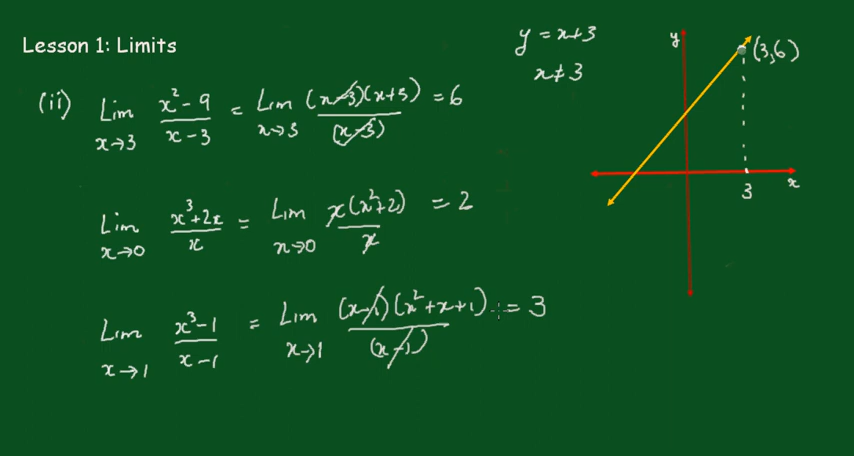 Lesson 1: Limits
y = x+3
x ≠ 3
(ii) Lim x→3 (x² - 9)/(x - 3) = Lim x→3 (x-3)(x+3)/(x-3) = 6
Lim x→0 (x³+2x)/x = Lim x→0 x(x²+2)/x = 2
Lim x→1 (x³-1)/(x-1) = Lim x→1 (x-1)(x²+x+1)/(x-1) = 3
y
(3,6)
3
x